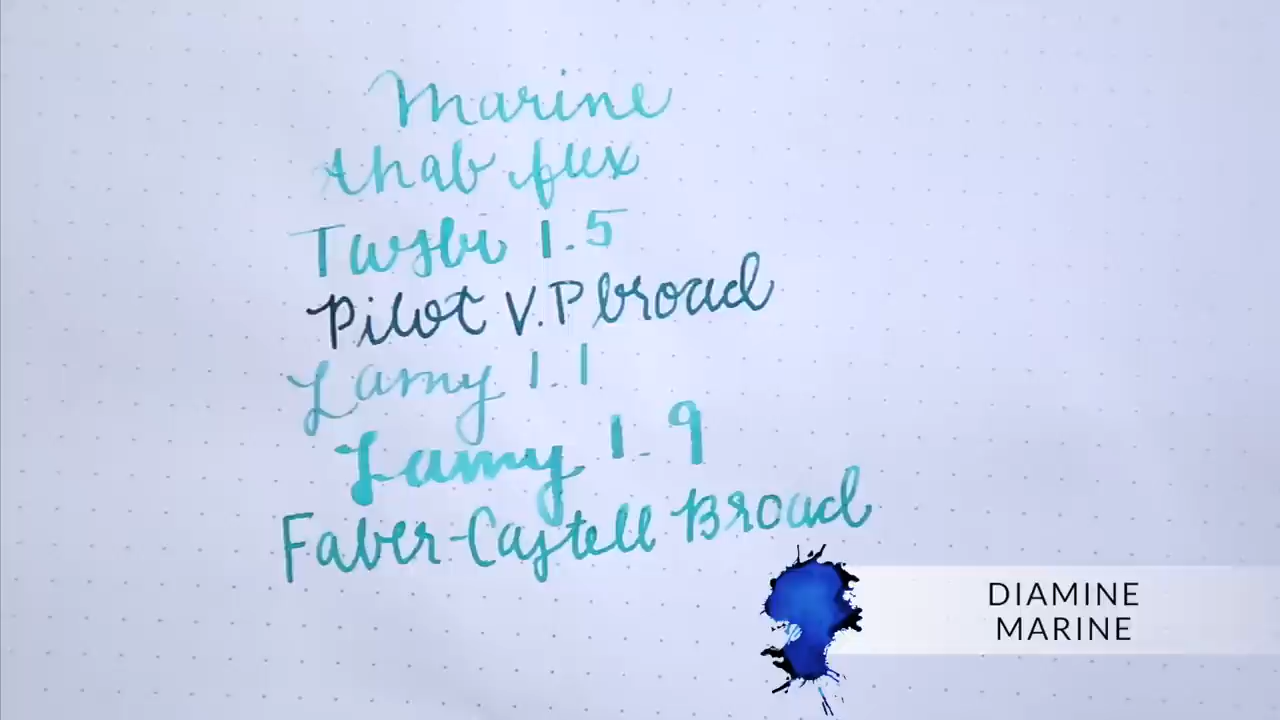 Marine
Ahab flex
Twsbi 1.5
Pilot V.P broad
Lamy 1.1
Lamy 1.9
Faber-Castell Broad
DIAMINE
MARINE